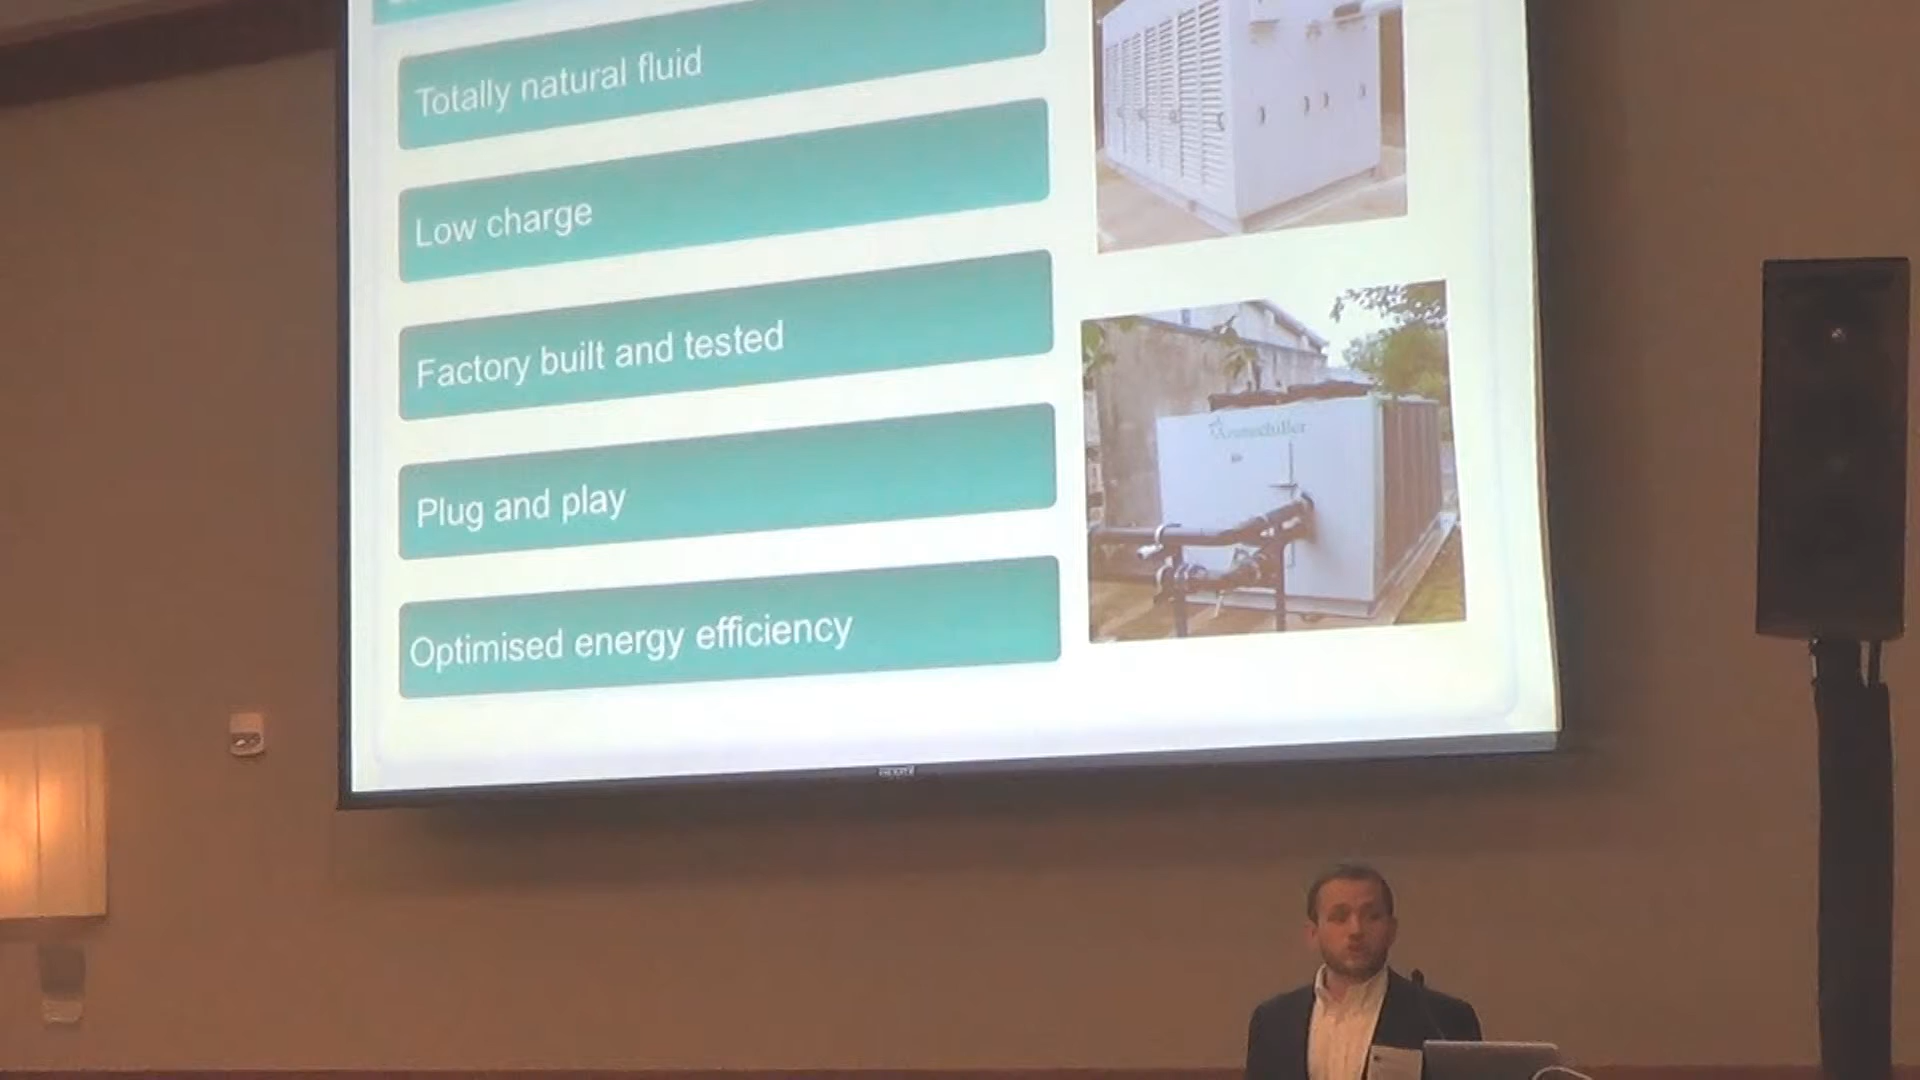 Totally natural fluid
Low charge
Factory built and tested
Plug and play
Optimised energy efficiency